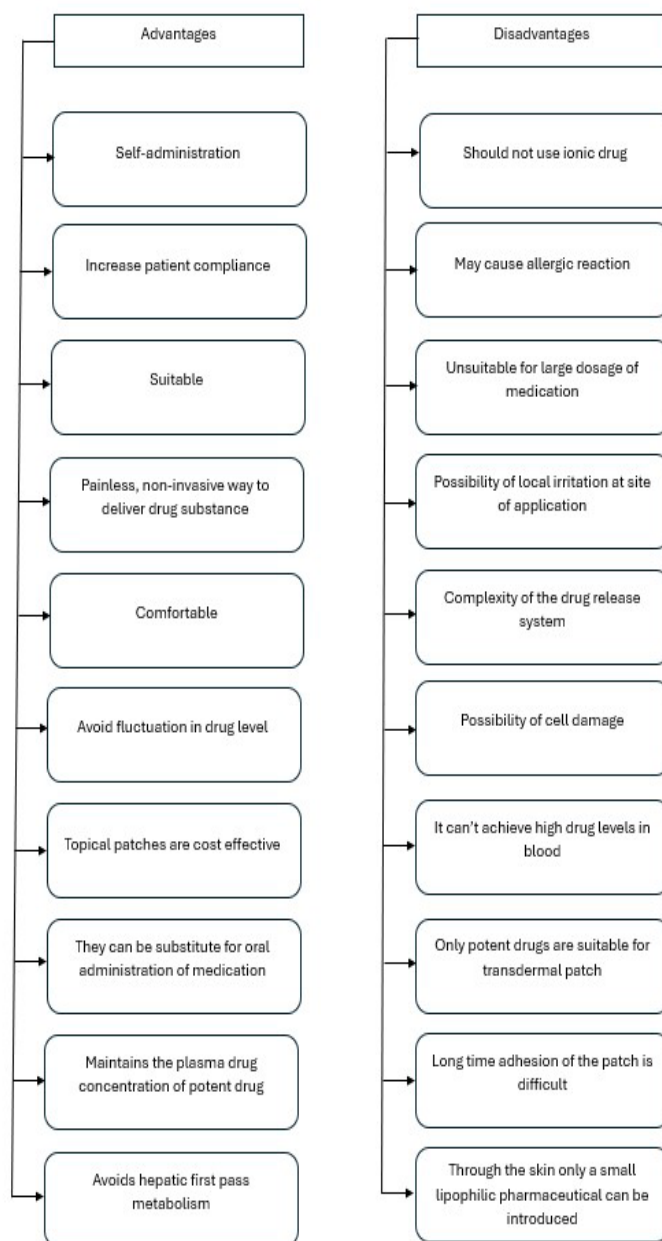 Advantages
Self-administration
Increase patient compliance
Suitable
Painless, non-invasive way to
deliver drug substance
Comfortable
Avoid fluctuation in drug level
Topical patches are cost effective
They can be substitute for oral
administration of medication
Maintains the plasma drug
concentration of potent drug
Avoids hepatic first pass
metabolism
Disadvantages
Should not use ionic drug
May cause allergic reaction
Unsuitable for large dosage of
medication
Possibility of local irritation at site
of application
Complexity of the drug release
system
Possibility of cell damage
It can't achieve high drug levels in
blood
Only potent drugs are suitable for
transdermal patch
Long time adhesion of the patch is
difficult
Through the skin only a small
lipophilic pharmaceutical can be
introduced